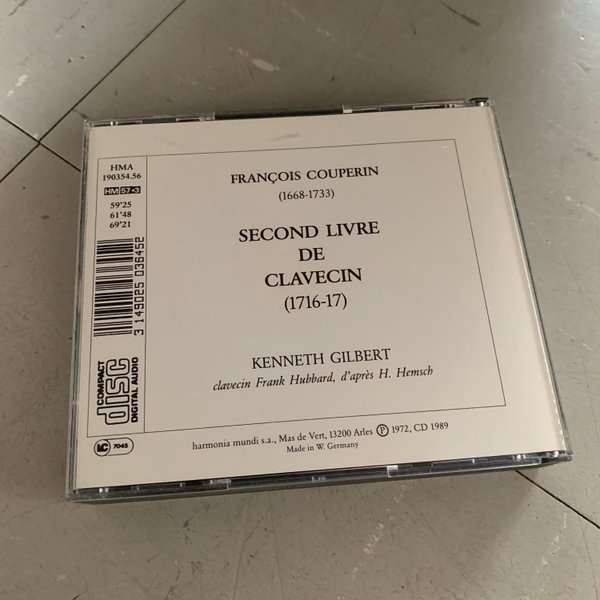 HMA
190354.56
HM 57·3
59'25
61'48
69'21
3 149025 036452
COMPACT
disc
DIGITAL AUDIO
LC 7045
FRANÇOIS COUPERIN
(1668-1733)
SECOND LIVRE
DE
CLAVECIN
(1716-17)
KENNETH GILBERT
clavecin Frank Hubbard, d'après H. Hemsch
harmonia mundi s.a., Mas de Vert, 13200 Arles Ⓟ 1972, CD 1989
Made in W. Germany